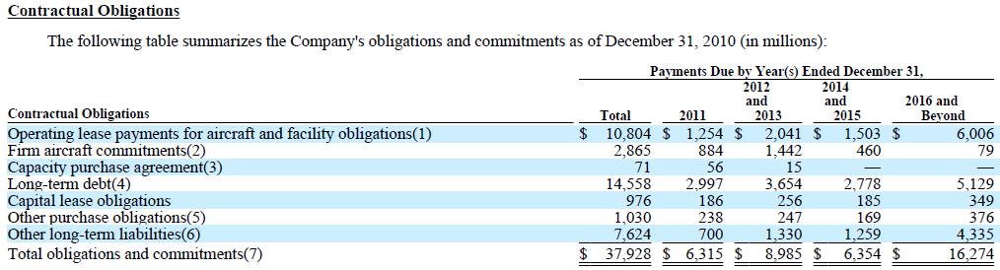 Contractual Obligations
The following table summarizes the Company's obligations and commitments as of December 31, 2010 (in millions):
Payments Due by Year(s) Ended December 31,
Contractual Obligations Total 2011 2012 and 2013 2014 and 2015 2016 and Beyond
Operating lease payments for aircraft and facility obligations(1) $ 10,804 $ 1,254 $ 2,041 $ 1,503 $ 6,006
Firm aircraft commitments(2) 2,865 884 1,442 460 79
Capacity purchase agreement(3) 71 56 15 — —
Long-term debt(4) 14,558 2,997 3,654 2,778 5,129
Capital lease obligations 976 186 256 185 349
Other purchase obligations(5) 1,030 238 247 169 376
Other long-term liabilities(6) 7,624 700 1,330 1,259 4,335
Total obligations and commitments(7) $ 37,928 $ 6,315 $ 8,985 $ 6,354 $ 16,274